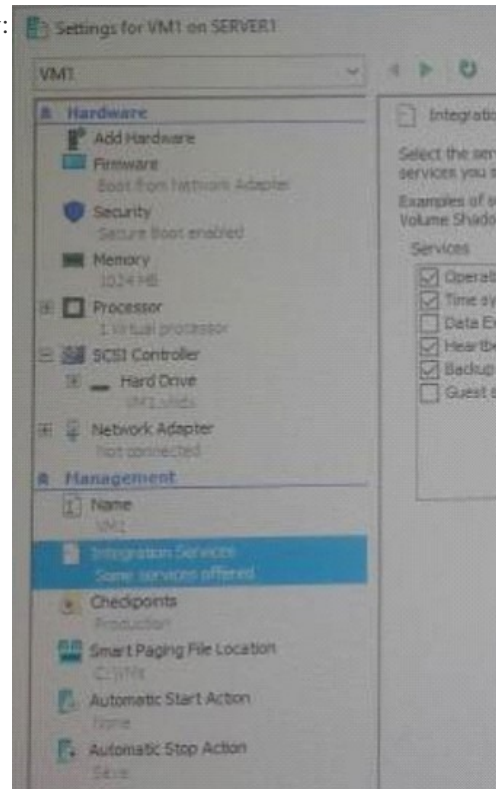 :
Settings for VM1 on SERVER1
VM1
Hardware
Add Hardware
Firmware
Boot from Network Adapter
Security
Secure Boot enabled
Memory
1024 MB
Processor
1 virtual processor
SCSI Controller
Hard Drive
VM1.vhdx
Network Adapter
Not connected
Management
Name
VM1
Integration Services
Some services offered
Checkpoints
Production
Smart Paging File Location
C:\VMs
Automatic Start Action
None
Automatic Stop Action
Save
Integratio
Select the ser
services you s
Examples of s
Volume Shado
Services
Operati
Time sy
Data Ex
Heartbe
Backup
Guest s